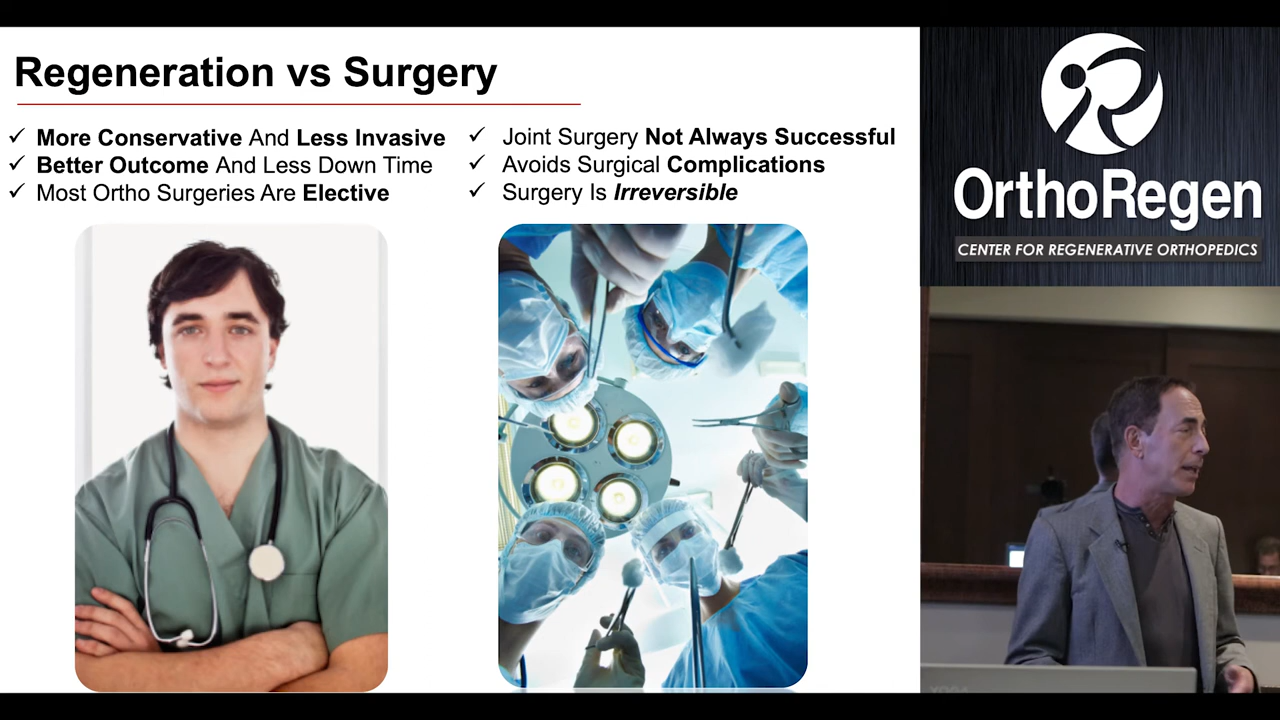 Regeneration vs Surgery
✓ More Conservative And Less Invasive
✓ Better Outcome And Less Down Time
✓ Most Ortho Surgeries Are Elective
✓ Joint Surgery Not Always Successful
✓ Avoids Surgical Complications
✓ Surgery Is Irreversible
OrthoRegen
CENTER FOR REGENERATIVE ORTHOPEDICS
YOGA